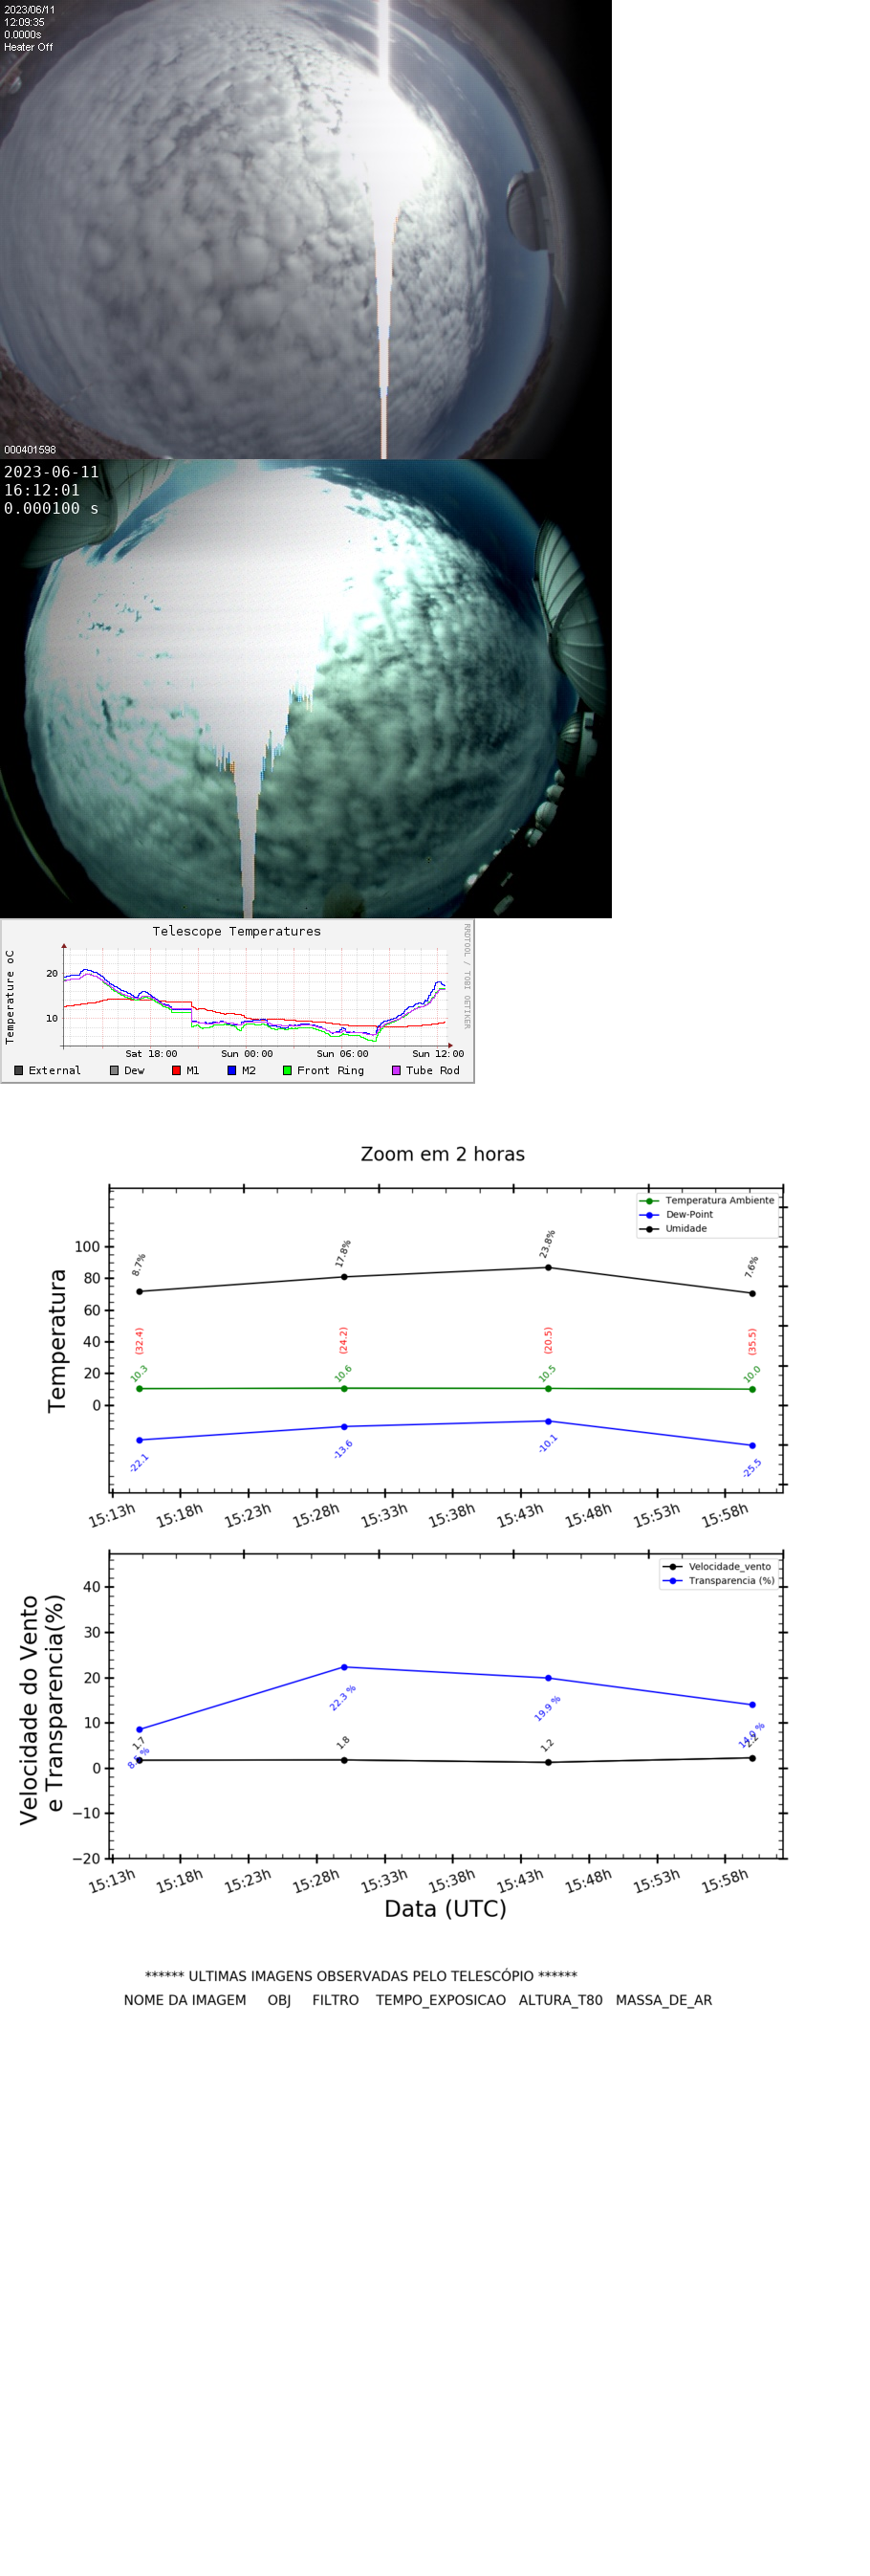 2023/06/11
12:09:35
0.0000s
Heater Off
000401598
2023-06-11
16:12:01
0.000100 s
Telescope Temperatures
RRDTOOL / TOBI OETIKER
Temperature oC
20
10
Sat 18:00 Sun 00:00 Sun 06:00 Sun 12:00
External Dew M1 M2 Front Ring Tube Rod
Zoom em 2 horas
Temperatura Ambiente
Dew-Point
Umidade
Temperatura
100
80
60
40
20
0
8.7% 17.8% 23.8% 7.6%
(32.4) (24.2) (20.5) (35.5)
10.3 10.6 10.5 10.0
-22.1 -13.6 -10.1 -25.5
15:13h 15:18h 15:23h 15:28h 15:33h 15:38h 15:43h 15:48h 15:53h 15:58h
Velocidade_vento
Transparencia (%)
Velocidade do Vento
e Transparencia(%)
40
30
20
10
0
−10
−20
22.3 % 19.9 % 14.0 %
1.7 1.8 1.2
15:13h 15:18h 15:23h 15:28h 15:33h 15:38h 15:43h 15:48h 15:53h 15:58h
Data (UTC)
****** ULTIMAS IMAGENS OBSERVADAS PELO TELESCÓPIO ******
NOME DA IMAGEM OBJ FILTRO TEMPO_EXPOSICAO ALTURA_T80 MASSA_DE_AR